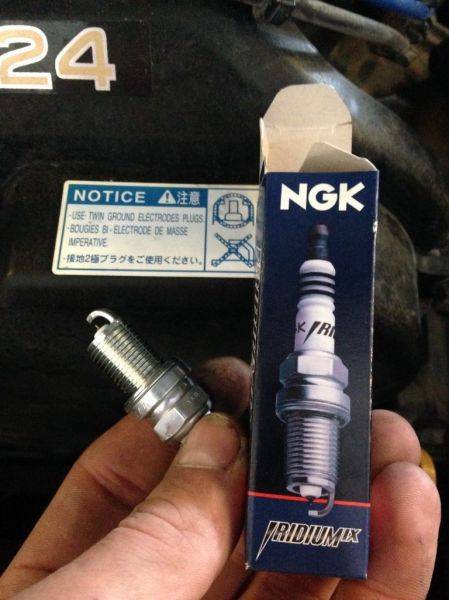 24
NOTICE ⚠注意
·USE TWIN GROUND ELECTRODES PLUGS.
·BOUGIES BI-ELECTRODE DE MASSE
IMPERATIVE.
·接地2極プラグをご使用ください。
NGK
IRIDIUM IX